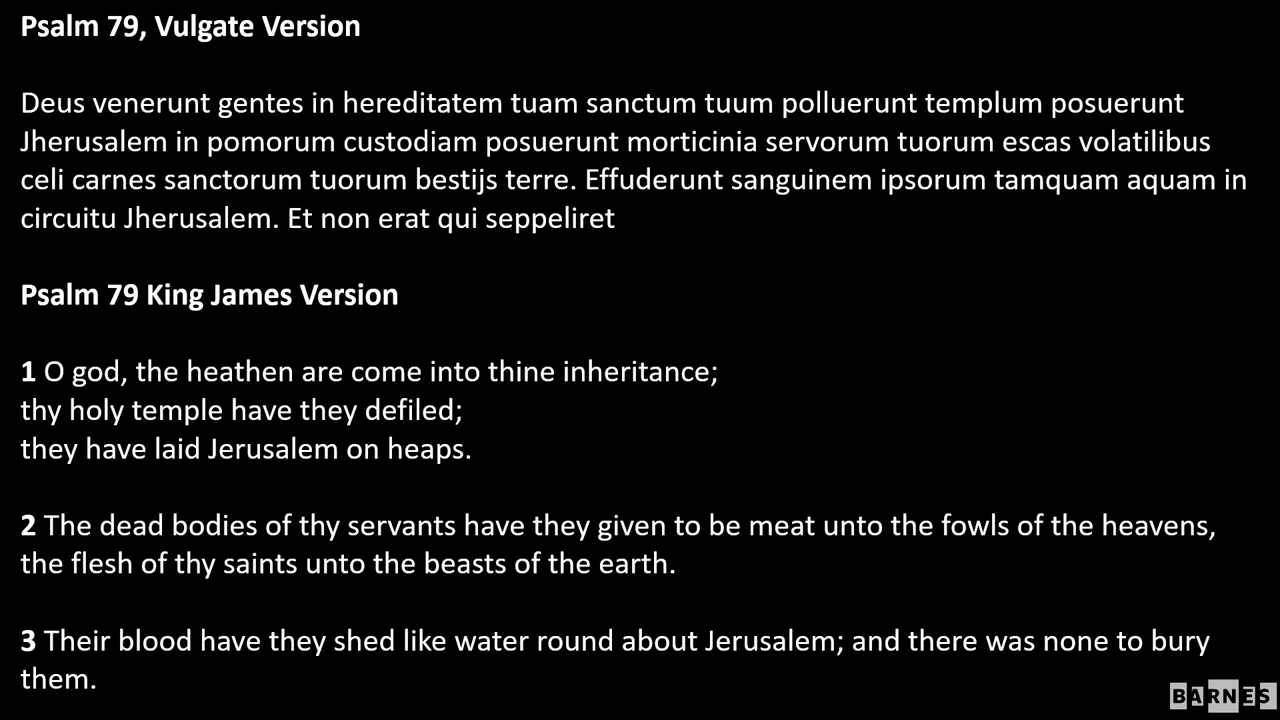 Psalm 79, Vulgate Version
Deus venerunt gentes in hereditatem tuam sanctum tuum polluerunt templum posuerunt
Jherusalem in pomorum custodiam posuerunt morticinia servorum tuorum escas volatilibus
celi carnes sanctorum tuorum bestijs terre. Effuderunt sanguinem ipsorum tamquam aquam in
circuitu Jherusalem. Et non erat qui seppeliret
Psalm 79 King James Version
1 O god, the heathen are come into thine inheritance;
thy holy temple have they defiled;
they have laid Jerusalem on heaps.
2 The dead bodies of thy servants have they given to be meat unto the fowls of the heavens,
the flesh of thy saints unto the beasts of the earth.
3 Their blood have they shed like water round about Jerusalem; and there was none to bury
them.
BARNES